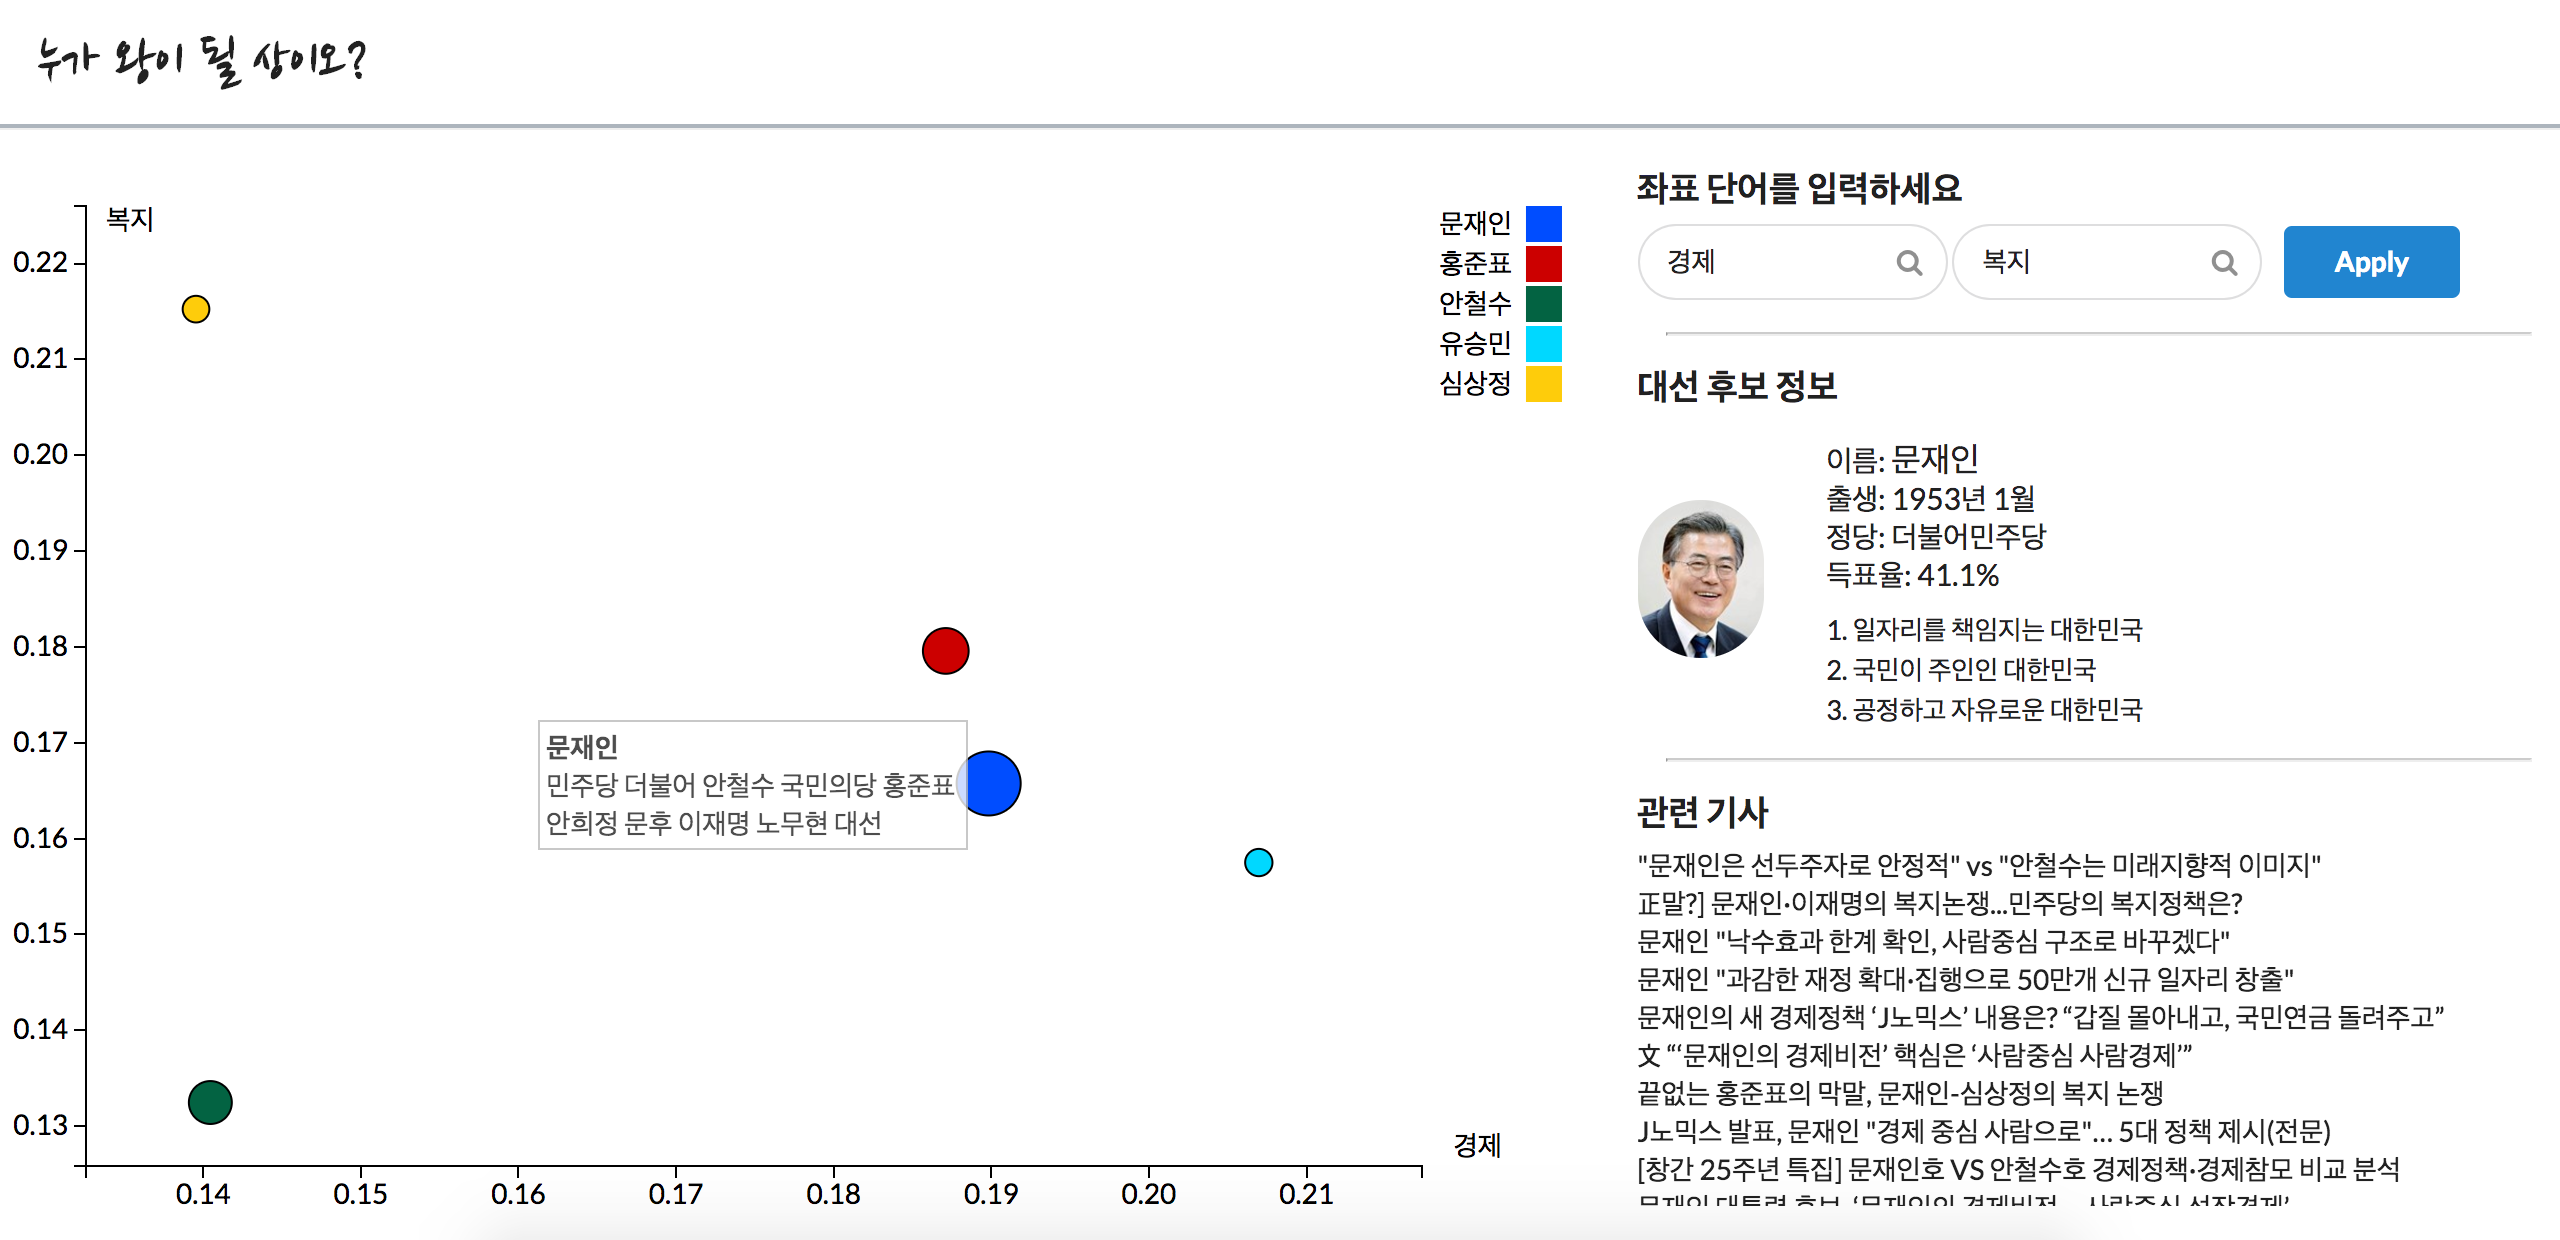 누가 왕이 될 상이오?
복지
0.22
0.21
0.20
0.19
0.18
0.17
0.16
0.15
0.14
0.13
0.14 0.15 0.16 0.17 0.18 0.19 0.20 0.21
경제
문재인
홍준표
안철수
유승민
심상정
문재인
민주당 더불어 안철수 국민의당 홍준표
안희정 문후 이재명 노무현 대선
좌표 단어를 입력하세요
경제 복지 Apply
대선 후보 정보
이름: 문재인
출생: 1953년 1월
정당: 더불어민주당
득표율: 41.1%
1. 일자리를 책임지는 대한민국
2. 국민이 주인인 대한민국
3. 공정하고 자유로운 대한민국
관련 기사
"문재인은 선두주자로 안정적" vs "안철수는 미래지향적 이미지"
正말?] 문재인·이재명의 복지논쟁...민주당의 복지정책은?
문재인 "낙수효과 한계 확인, 사람중심 구조로 바꾸겠다"
문재인 "과감한 재정 확대·집행으로 50만개 신규 일자리 창출"
문재인의 새 경제정책 ‘J노믹스’ 내용은? “갑질 몰아내고, 국민연금 돌려주고”
文 “‘문재인의 경제비전’ 핵심은 ‘사람중심 사람경제’”
끝없는 홍준표의 막말, 문재인-심상정의 복지 논쟁
J노믹스 발표, 문재인 "경제 중심 사람으로"... 5대 정책 제시(전문)
[창간 25주년 특집] 문재인호 VS 안철수호 경제정책·경제참모 비교 분석